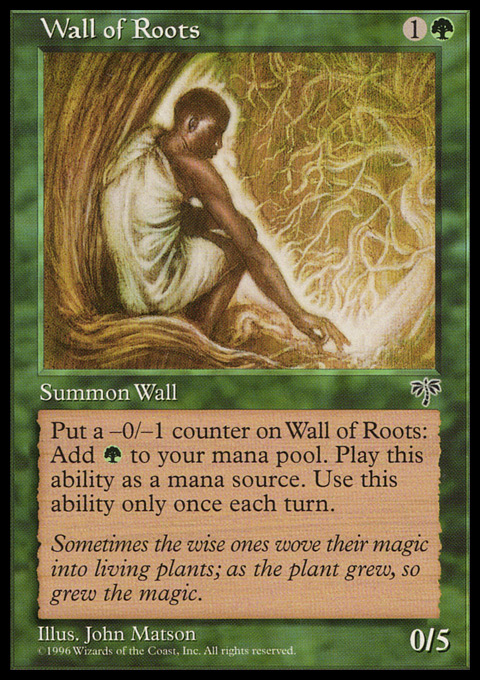 Wall of Roots 1
Summon Wall
Put a –0/–1 counter on Wall of Roots:
Add to your mana pool. Play this
ability as a mana source. Use this
ability only once each turn.
Sometimes the wise ones wove their magic
into living plants; as the plant grew, so
grew the magic.
Illus. John Matson
©1996 Wizards of the Coast, Inc. All rights reserved.
0/5